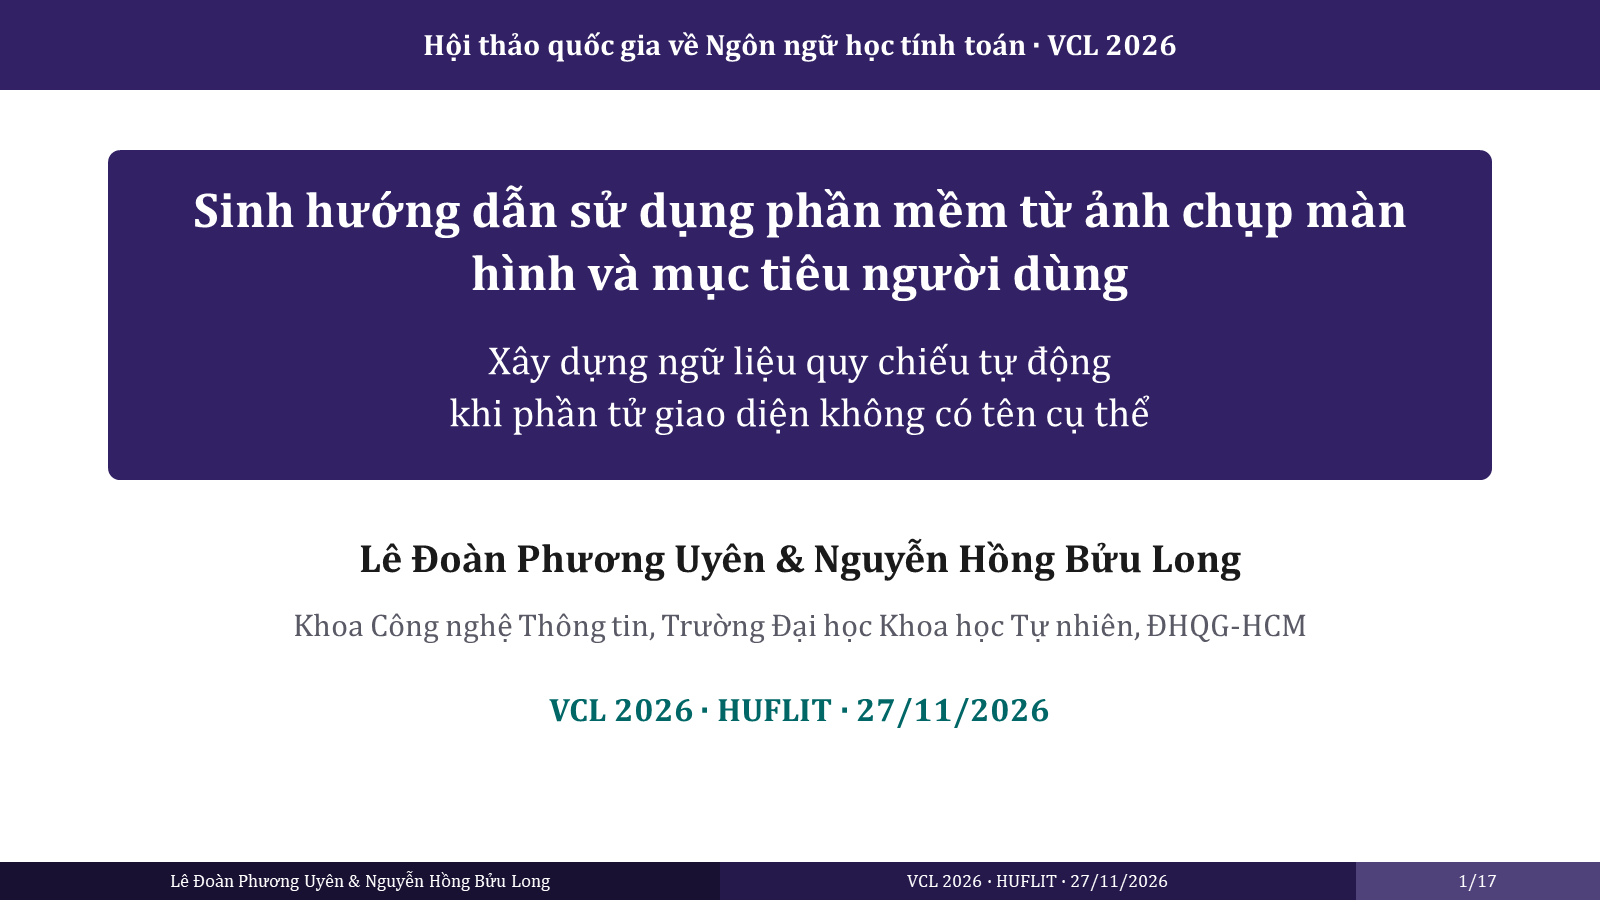 Hội thảo quốc gia về Ngôn ngữ học tính toán · VCL 2026
Sinh hướng dẫn sử dụng phần mềm từ ảnh chụp màn
hình và mục tiêu người dùng
Xây dựng ngữ liệu quy chiếu tự động
khi phần tử giao diện không có tên cụ thể
Lê Đoàn Phương Uyên & Nguyễn Hồng Bửu Long
Khoa Công nghệ Thông tin, Trường Đại học Khoa học Tự nhiên, ĐHQG-HCM
VCL 2026 · HUFLIT · 27/11/2026
Lê Đoàn Phương Uyên & Nguyễn Hồng Bửu Long
VCL 2026 · HUFLIT · 27/11/2026
1/17